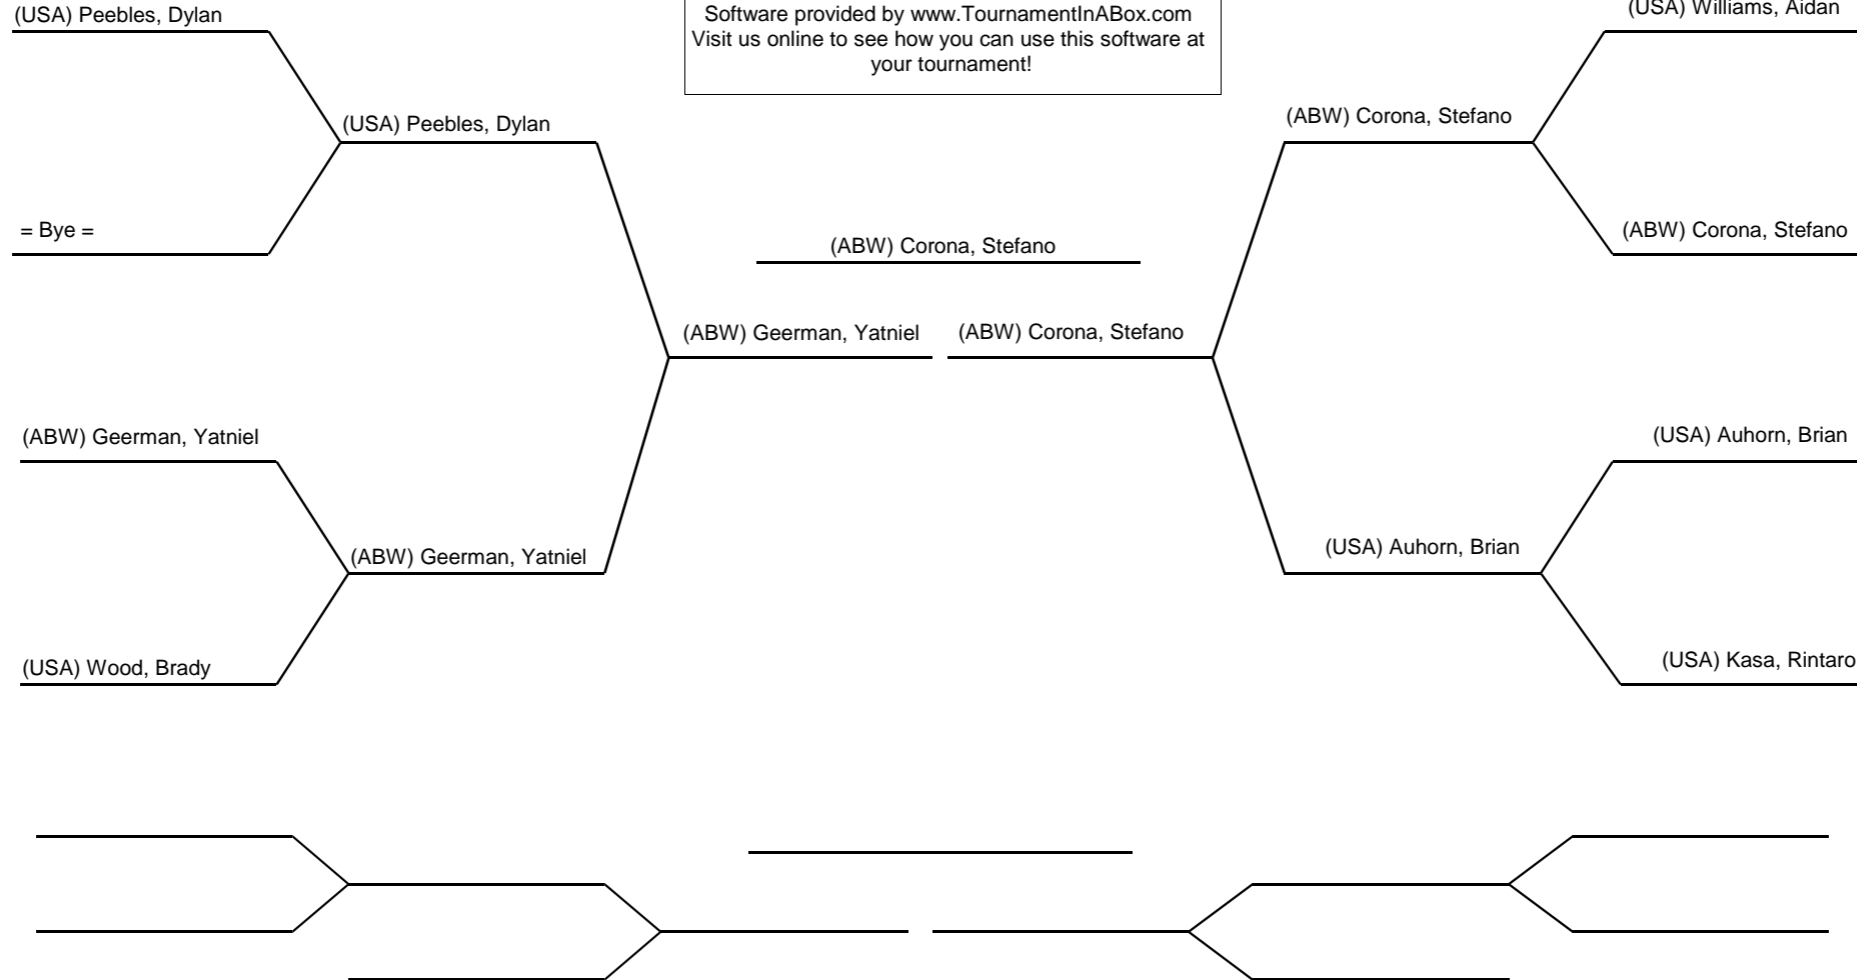 (USA) Peebles, Dylan
Software provided by www.TournamentInABox.com
Visit us online to see how you can use this software at
your tournament!
(USA) Williams, Aidan
(USA) Peebles, Dylan
(ABW) Corona, Stefano
= Bye =
(ABW) Corona, Stefano
(ABW) Corona, Stefano
(ABW) Geerman, Yatniel
(ABW) Corona, Stefano
(ABW) Geerman, Yatniel
(USA) Auhorn, Brian
(ABW) Geerman, Yatniel
(USA) Auhorn, Brian
(USA) Wood, Brady
(USA) Kasa, Rintaro